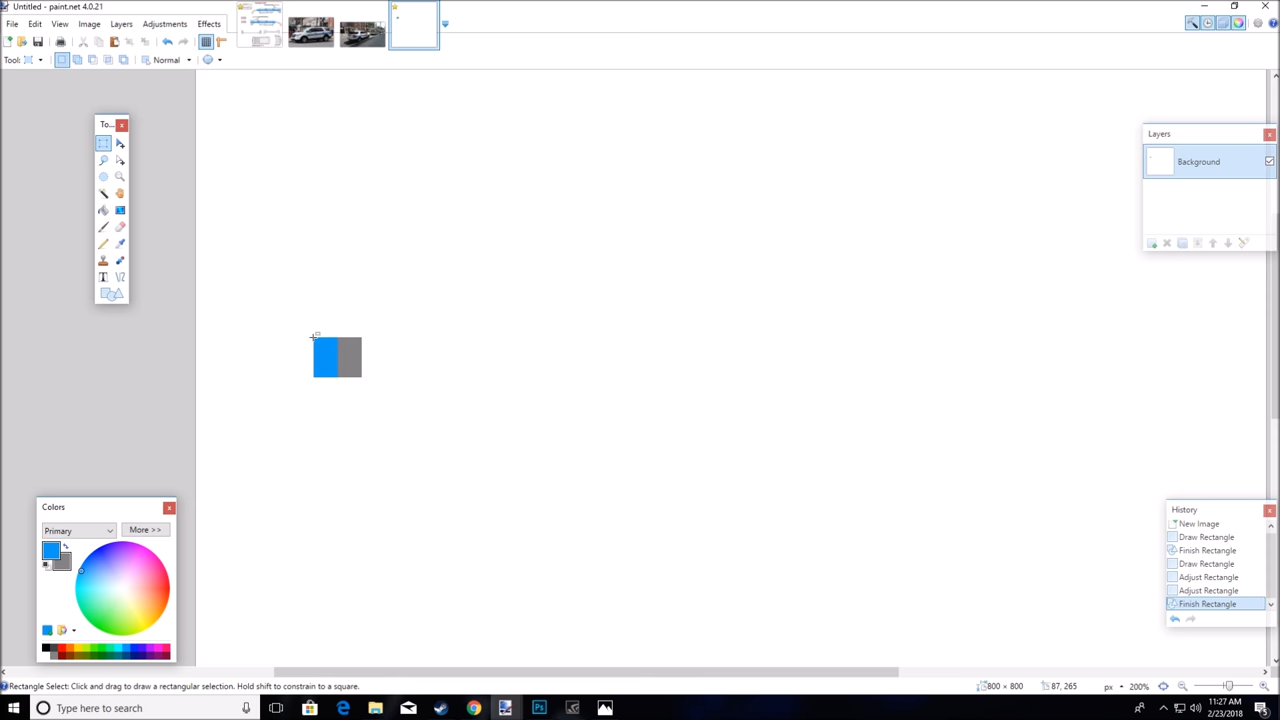 Untitled - paint.net 4.0.21
File Edit View Image Layers Adjustments Effects
Tool: Normal
To... x
Layers x
Background
Colors x
Primary More >>
History x
New Image
Draw Rectangle
Finish Rectangle
Draw Rectangle
Adjust Rectangle
Adjust Rectangle
Finish Rectangle
Rectangle Select: Click and drag to draw a rectangular selection. Hold shift to constrain to a square. 800 × 800 87, 265 px 200%
Type here to search 11:27 AM
2/23/2018